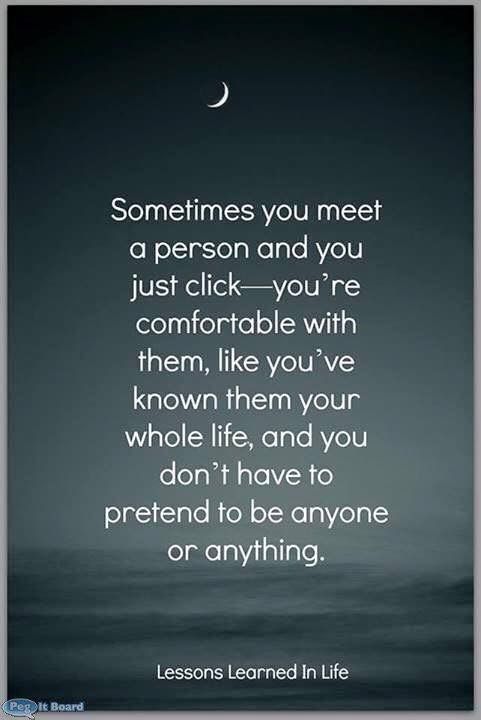 Sometimes you meet
a person and you
just click—you're
comfortable with
them, like you've
known them your
whole life, and you
don't have to
pretend to be anyone
or anything.
Lessons Learned In Life
Peg It Board